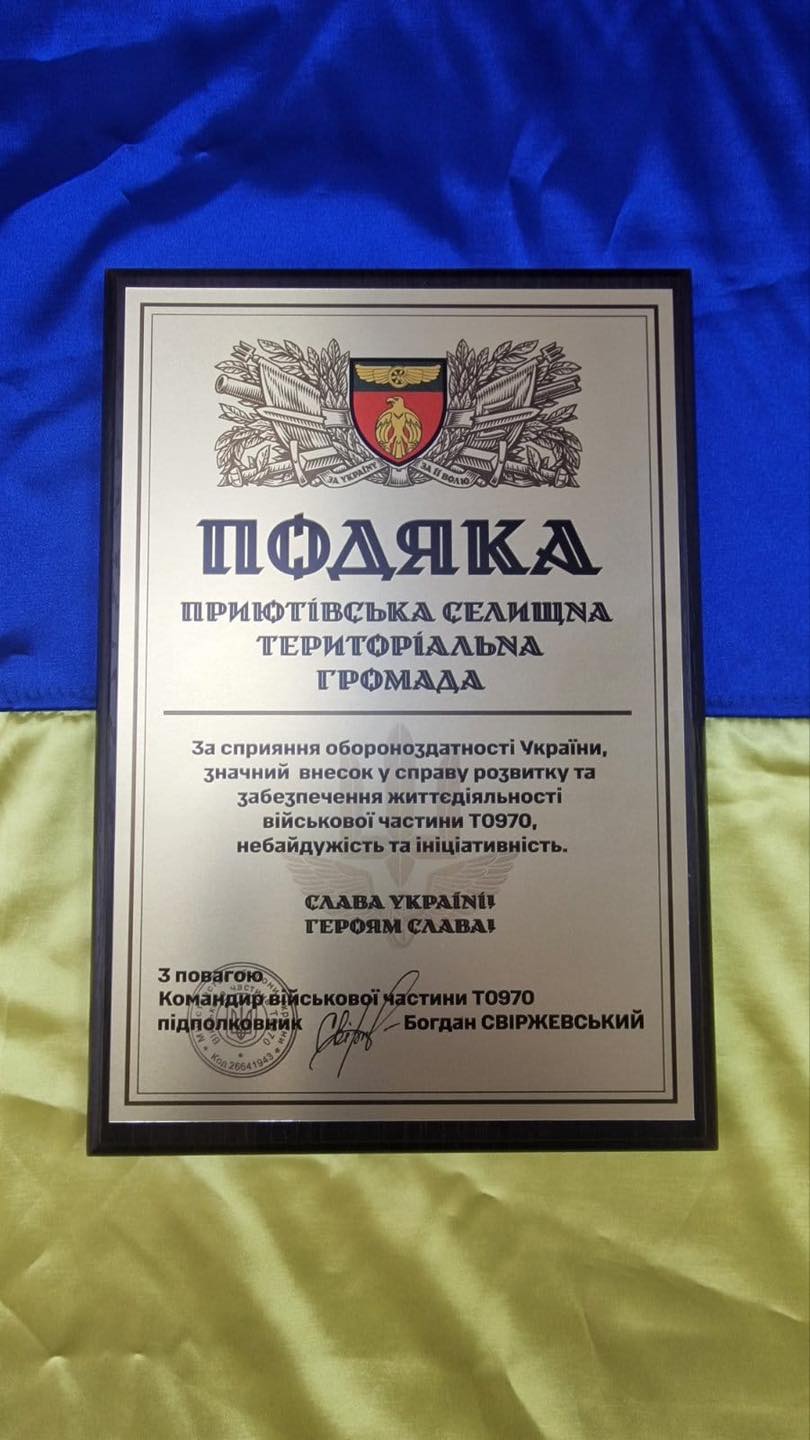 ЗА УКРАЇНУ
ЗА ЇЇ ВОЛЮ
ПОДЯКА
ПРИЮТІВСЬКА СЕЛИЩНА
ТЕРИТОРІАЛЬНА
ГРОМАДА
За сприяння обороноздатності України,
значний внесок у справу розвитку та
забезпечення життєдіяльності
військової частини Т0970,
небайдужість та ініціативність.
СЛАВА УКРАЇНІ!
ГЕРОЯМ СЛАВА!
З повагою
Командир військової частини Т0970
підполковник
Богдан СВІРЖЕВСЬКИЙ
Код 26641943